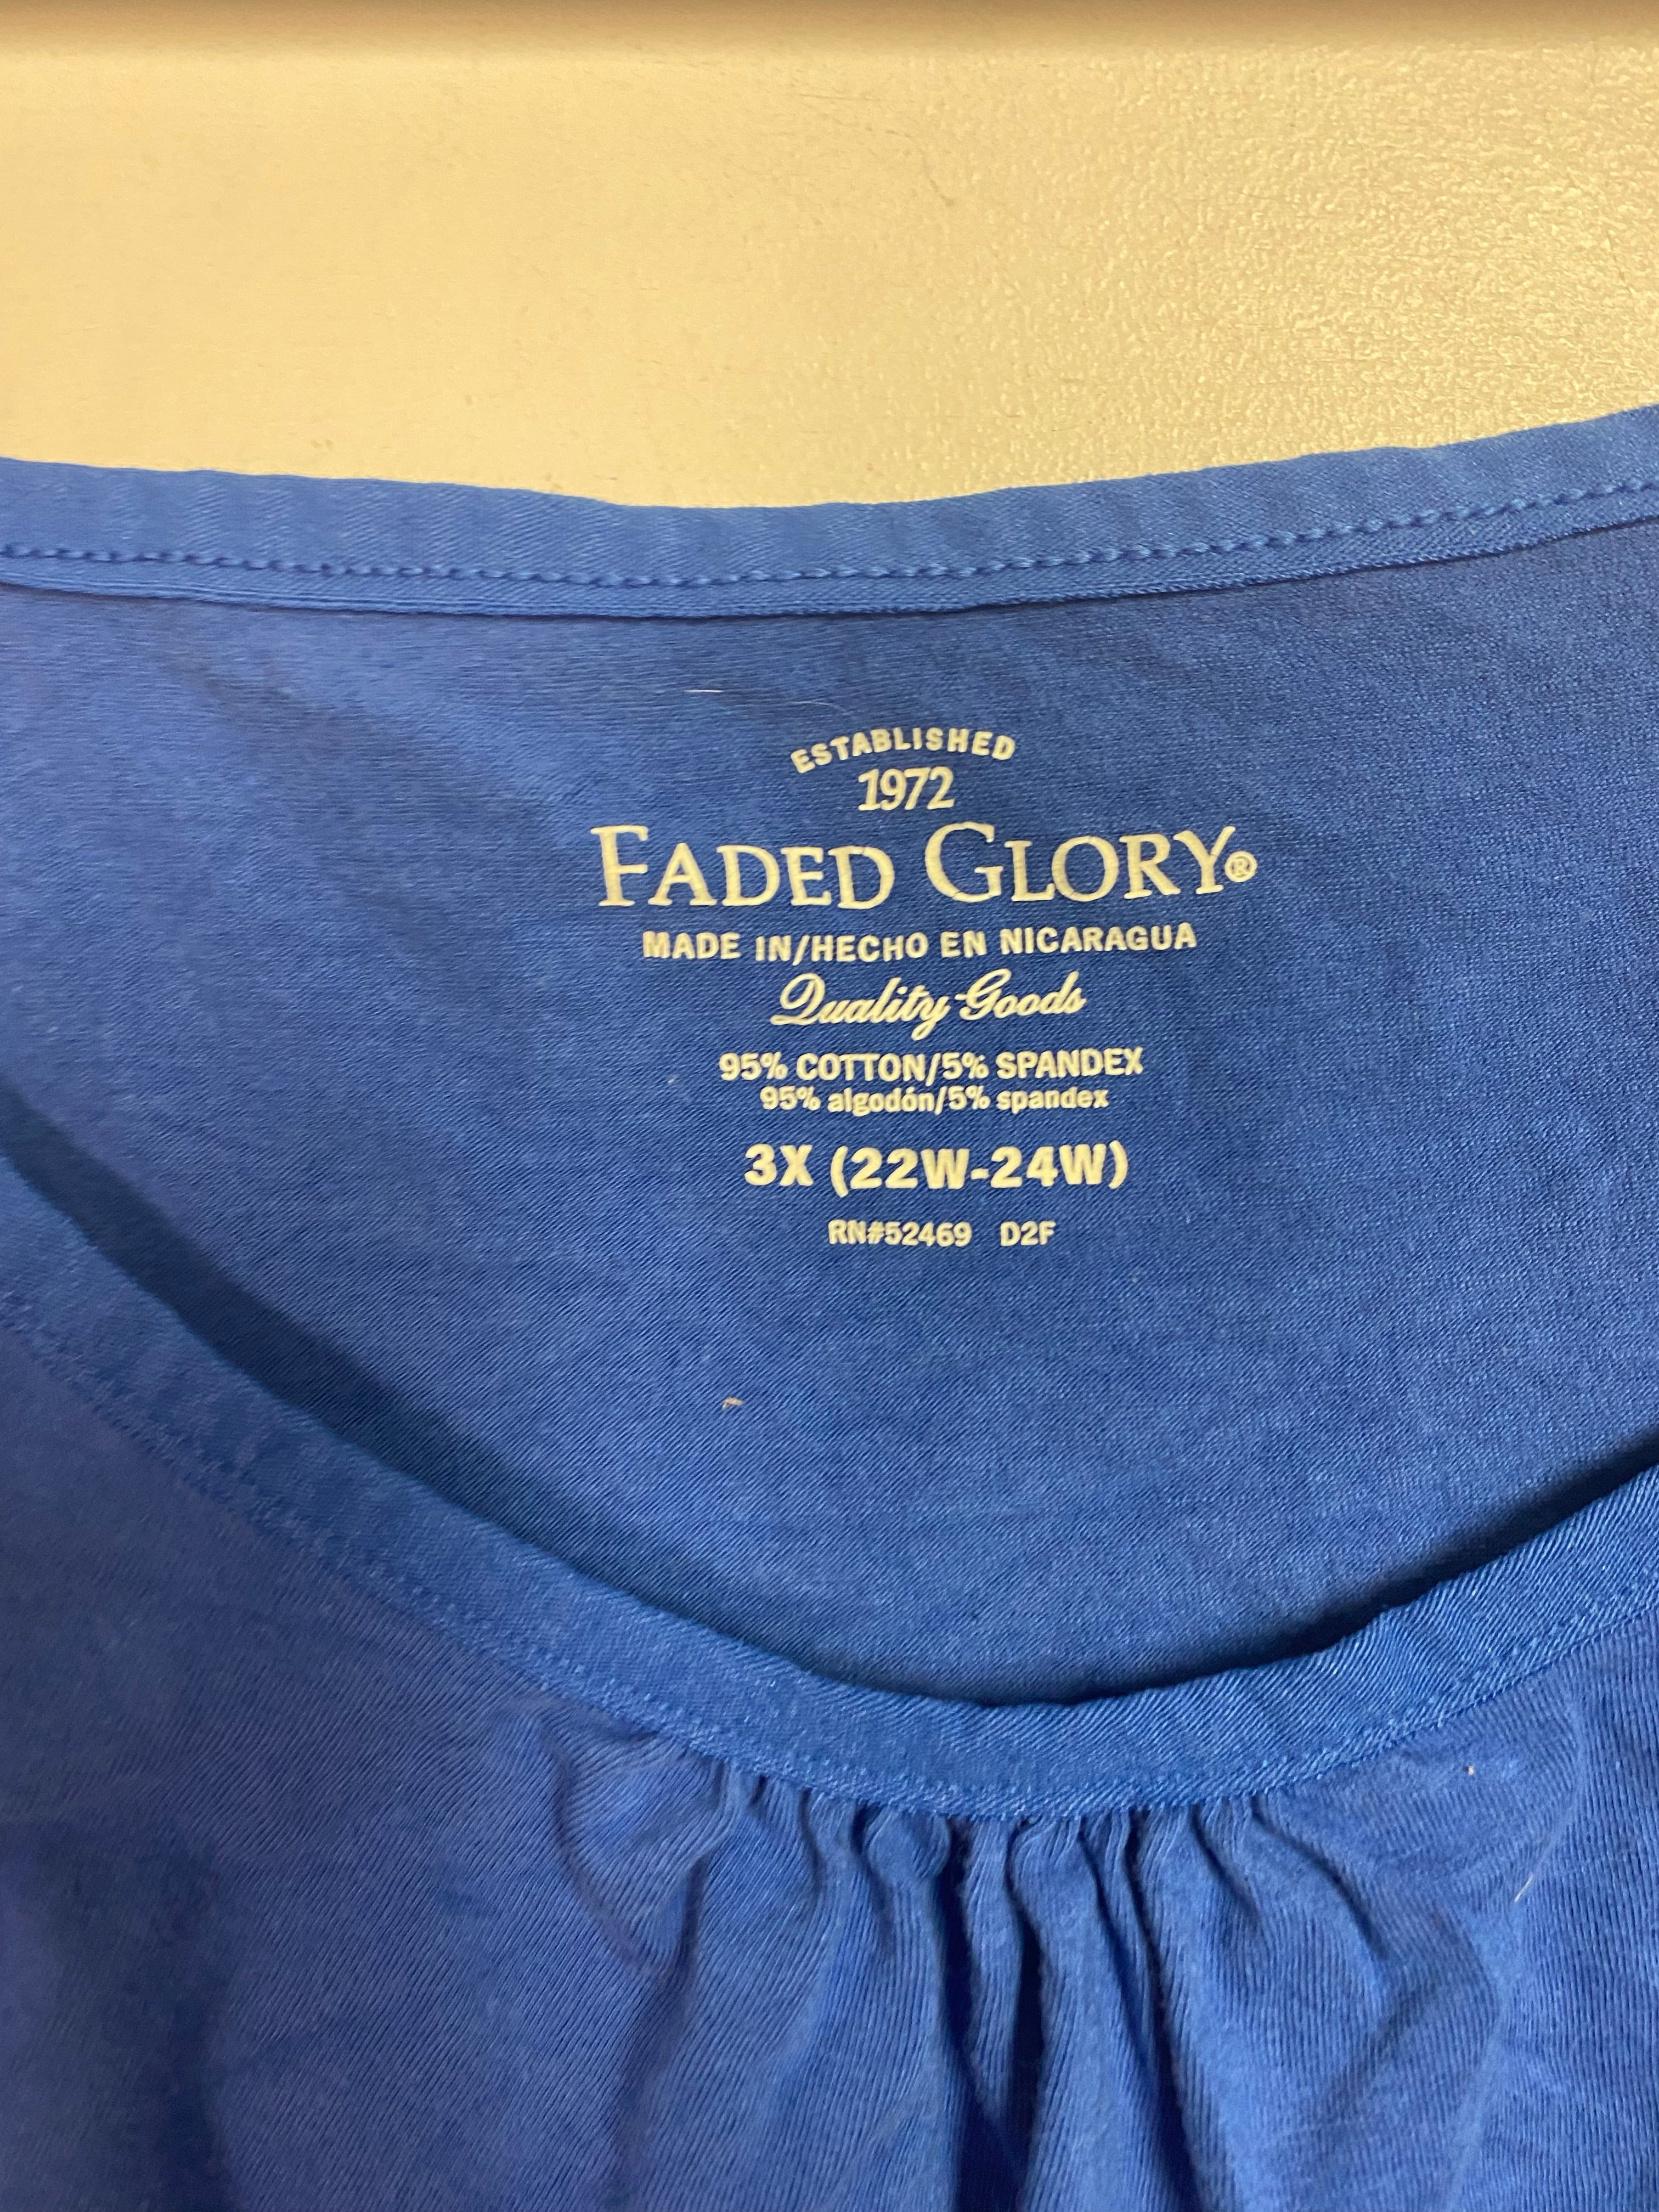 ESTABLISHED
1972
FADED GLORY®
MADE IN/HECHO EN NICARAGUA
Quality Goods
95% COTTON/5% SPANDEX
95% algodón/5% spandex
3X (22W-24W)
RN#52469 D2F